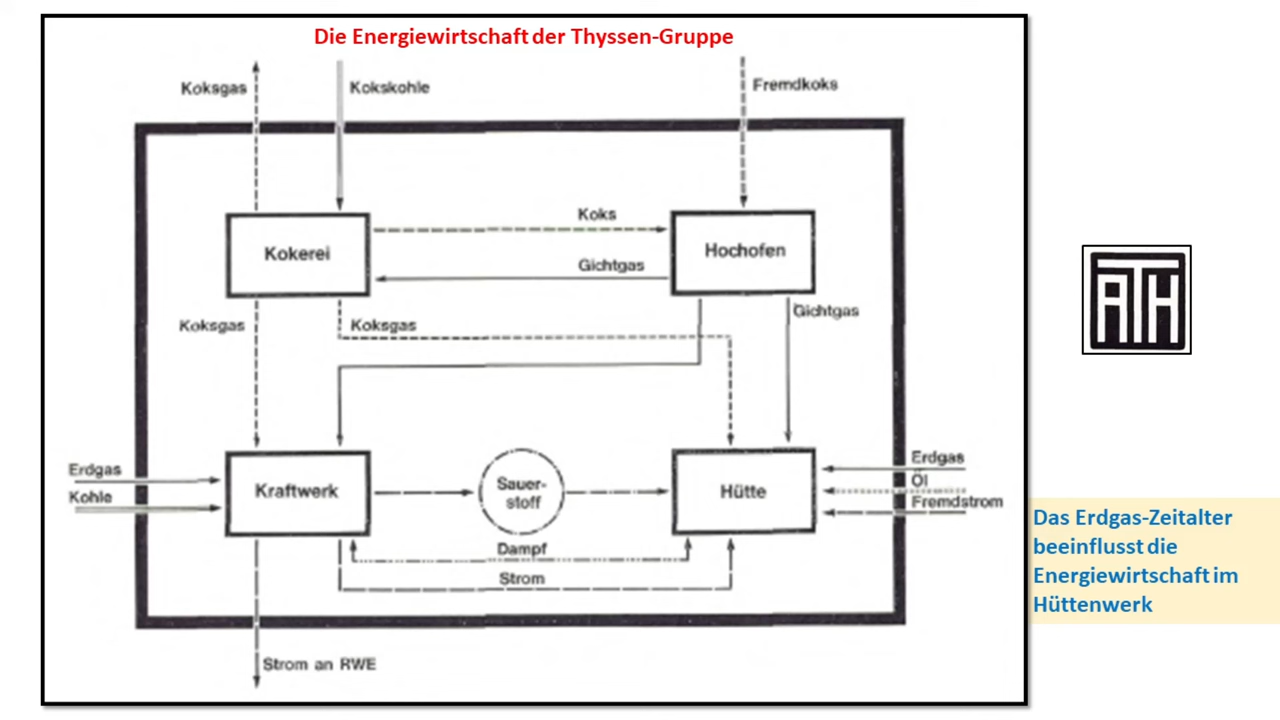 Die Energiewirtschaft der Thyssen-Gruppe
Koksgas
Kokskohle
Fremdkoks
Kokerei
Koks
Gichtgas
Hochofen
Koksgas
Koksgas
Gichtgas
Erdgas
Kohle
Kraftwerk
Sauer-
stoff
Hütte
Erdgas
Öl
Fremdstrom
Dampf
Strom
Strom an RWE
ATH
Das Erdgas-Zeitalter
beeinflusst die
Energiewirtschaft im
Hüttenwerk